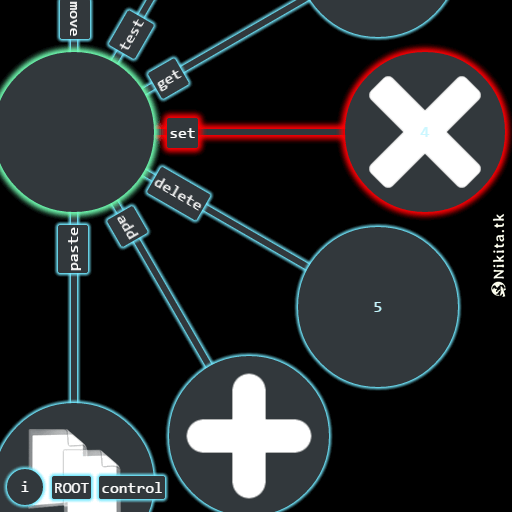 move
test
get
set
4
delete
add
paste
5
Nikita.tk
i
ROOT control